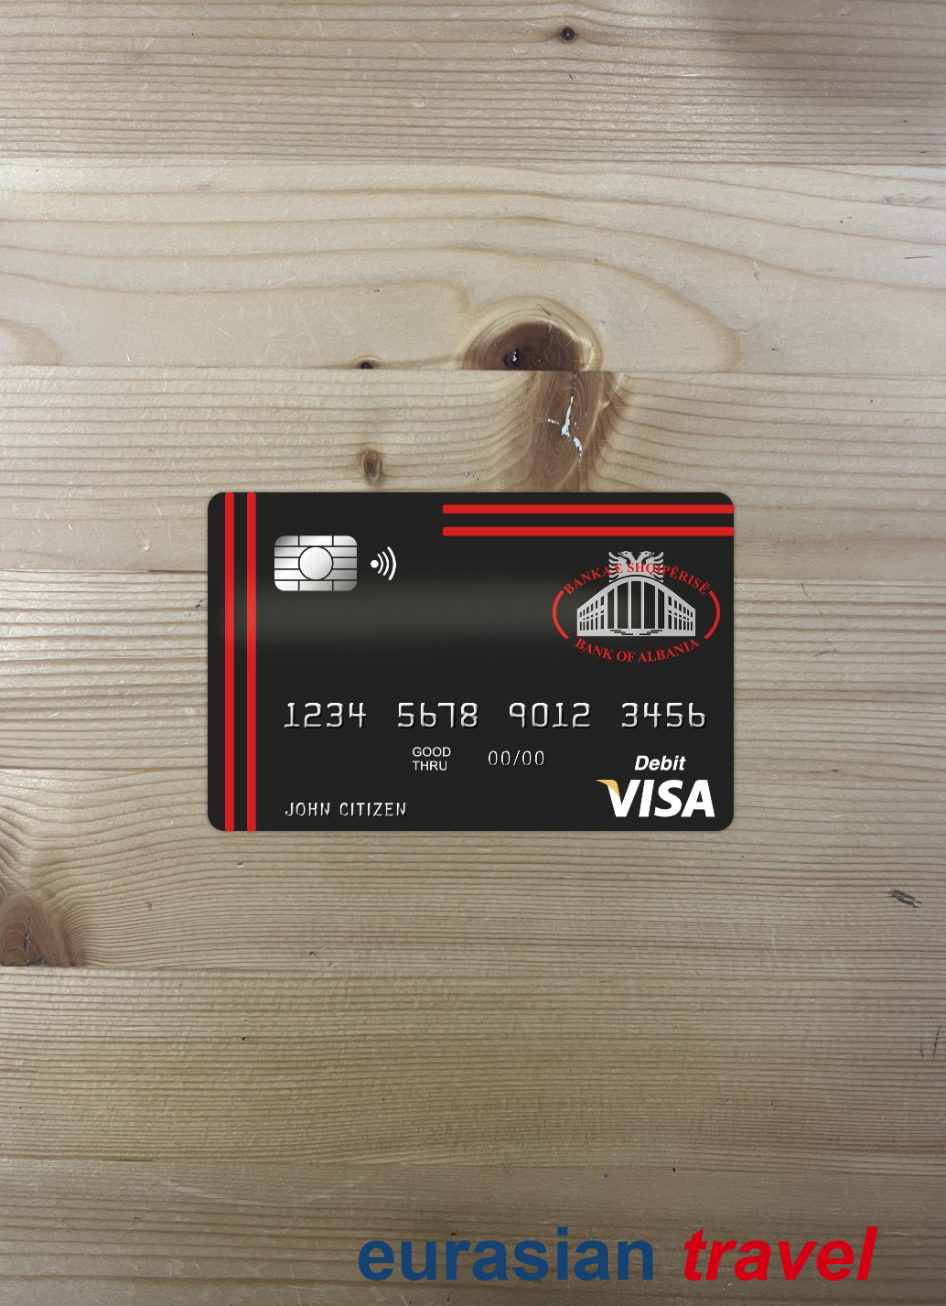 BANKA E SHQIPËRISË
BANK OF ALBANIA
1234 5678 9012 3456
GOOD THRU 00/00
Debit
VISA
JOHN CITIZEN
eurasian travel